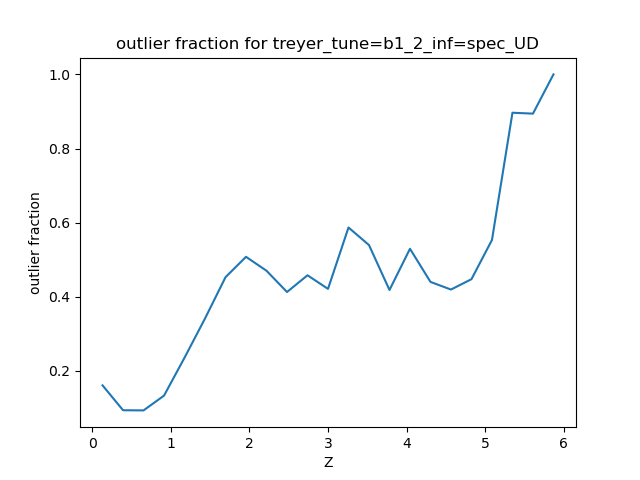 outlier fraction for treyer_tune=b1_2_inf=spec_UD
1.0
0.8
0.6
0.4
0.2
outlier fraction
0 1 2 3 4 5 6
Z